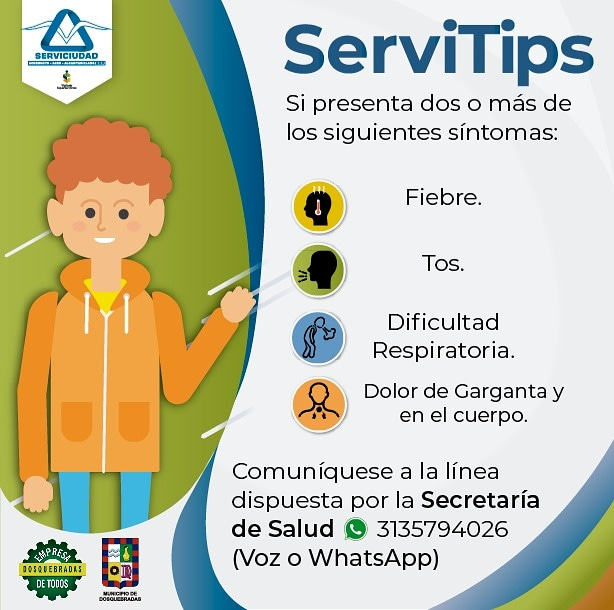 SERVICIUDAD
ServiTips
Si presenta dos o más de
los siguientes síntomas:
Fiebre.
Tos.
Dificultad
Respiratoria.
Dolor de Garganta y
en el cuerpo.
Comuníquese a la línea
dispuesta por la Secretaría
de Salud 3135794026
(Voz o WhatsApp)
EMPRESA
DOSQUEBRADAS
DE TODOS
MUNICIPIO DE
DOSQUEBRADAS